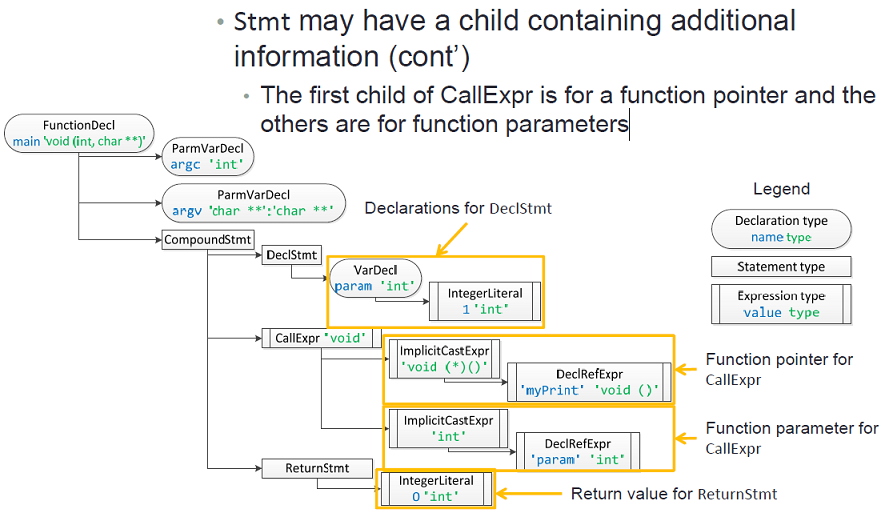 • Stmt may have a child containing additional
information (cont’)
• The first child of CallExpr is for a function pointer and the
others are for function parameters
FunctionDecl
main 'void (int, char **)'
ParmVarDecl
argc 'int'
ParmVarDecl
argv 'char **':'char **'
CompoundStmt
DeclStmt
Declarations for DeclStmt
VarDecl
param 'int'
IntegerLiteral
1 'int'
CallExpr 'void'
ImplicitCastExpr
'void (*)()'
DeclRefExpr
'myPrint' 'void ()'
Function pointer for
CallExpr
ImplicitCastExpr
'int'
DeclRefExpr
'param' 'int'
Function parameter for
CallExpr
ReturnStmt
IntegerLiteral
0 'int'
Return value for ReturnStmt
Legend
Declaration type
name type
Statement type
Expression type
value type